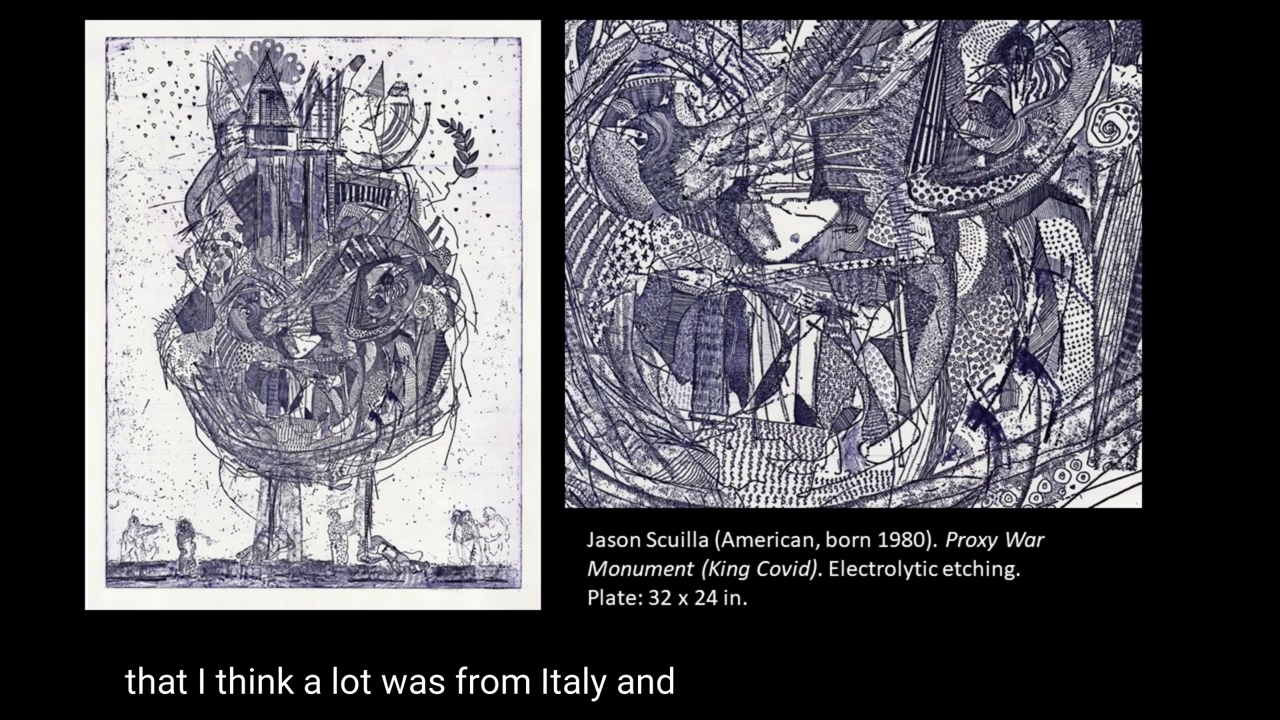 Jason Scuilla (American, born 1980). Proxy War
Monument (King Covid). Electrolytic etching.
Plate: 32 x 24 in.
that I think a lot was from Italy and